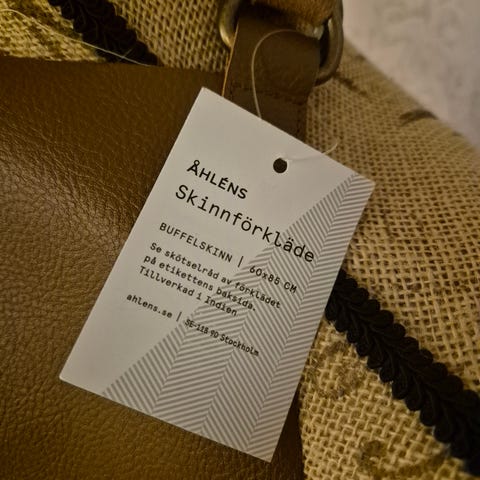 ÅHLÉNS
Skinnförkläde
BUFFELSKINN | 60x85 CM
Se skötselråd av förklädet
på etikettens baksida.
Tillverkad i Indien
ahlens.se | SE-118 90 Stockholm